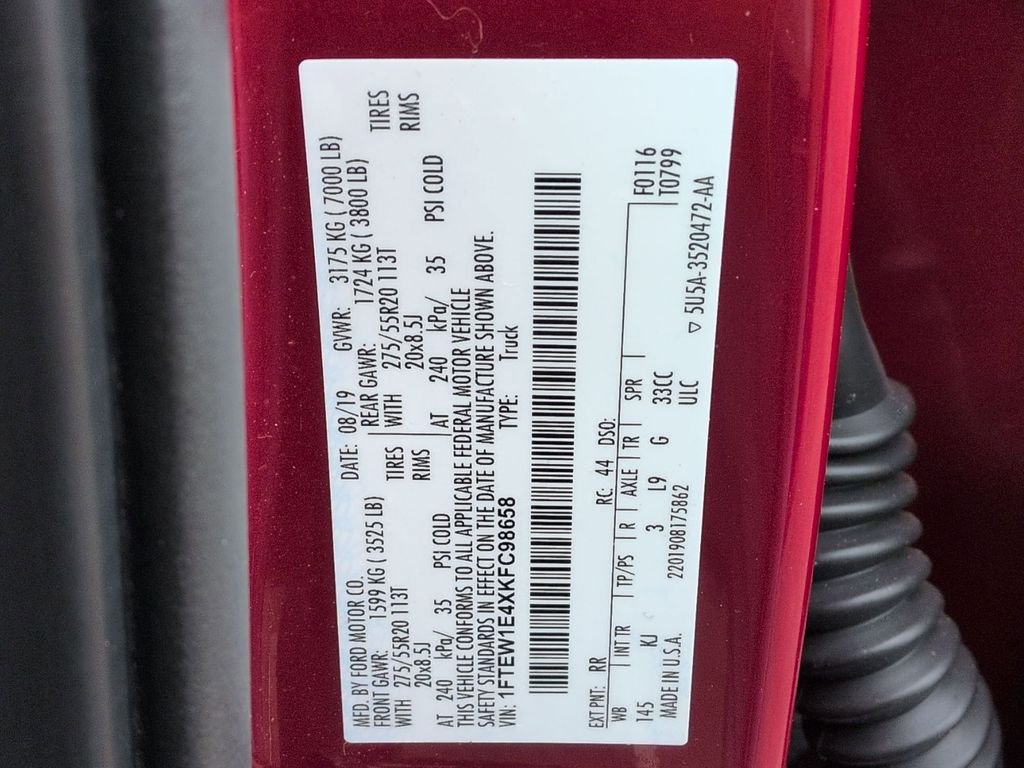 MFD. BY FORD MOTOR CO. DATE: 08/19 GVWR: 3175 KG ( 7000 LB)
FRONT GAWR: 1599 KG (3525 LB) REAR GAWR: 1724 KG ( 3800 LB)
WITH 275/55R20 113T TIRES WITH 275/55R20 113T TIRES
20x8.5J RIMS 20x8.5J RIMS
AT 240 kPa/ 35 PSI COLD AT 240 kPa/ 35 PSI COLD
THIS VEHICLE CONFORMS TO ALL APPLICABLE FEDERAL MOTOR VEHICLE
SAFETY STANDARDS IN EFFECT ON THE DATE OF MANUFACTURE SHOWN ABOVE.
VIN: 1FTEW1E4XKFC98658 TYPE: Truck
EXT PNT: RR RC: 44 DSO:
WB INT TR TP/PS R AXLE TR SPR F0116
145 KJ 3 L9 G 33CC T0799
MADE IN U.S.A. 2201908175862 ULC ▽ 5U5A-3520472-AA